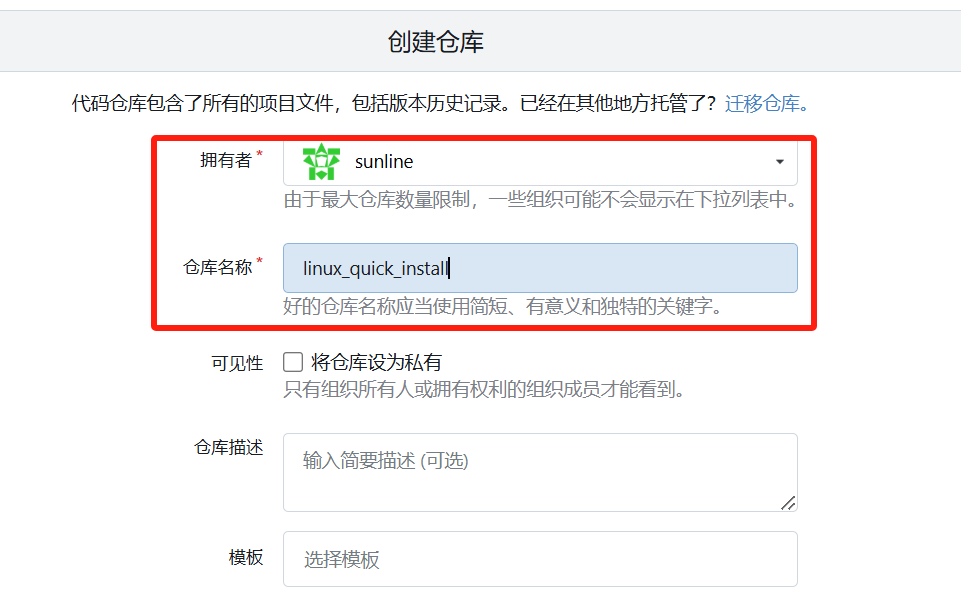 创建仓库
代码仓库包含了所有的项目文件，包括版本历史记录。已经在其他地方托管了？迁移仓库。
拥有者* sunline
由于最大仓库数量限制，一些组织可能不会显示在下拉列表中。
仓库名称* linux_quick_install
好的仓库名称应当使用简短、有意义和独特的关键字。
可见性 将仓库设为私有
只有组织所有人或拥有权利的组织成员才能看到。
仓库描述 输入简要描述 (可选)
模板 选择模板